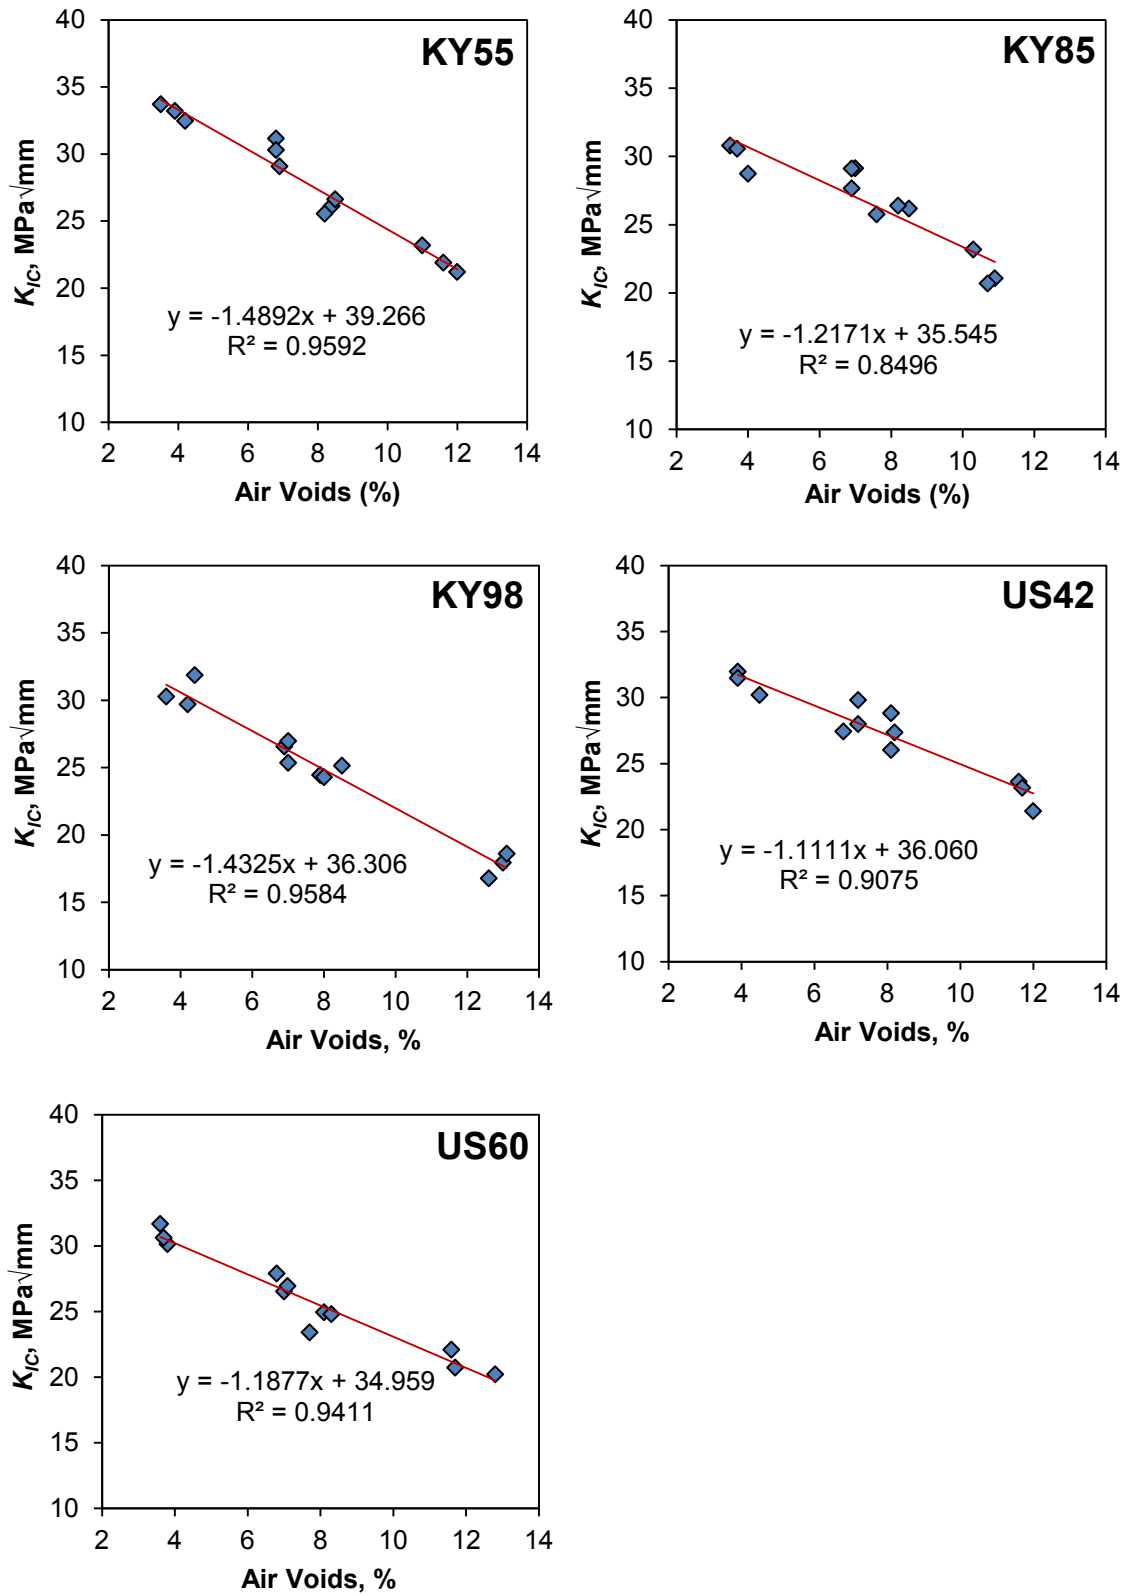 KY55
40
35
30
25
20
15
10
K_IC, MPa√mm
y = -1.4892x + 39.266
R² = 0.9592
2 4 6 8 10 12 14
Air Voids (%)
KY85
40
35
30
25
20
15
10
K_IC, MPa√mm
y = -1.2171x + 35.545
R² = 0.8496
2 4 6 8 10 12 14
Air Voids (%)
KY98
40
35
30
25
20
15
10
K_IC, MPa√mm
y = -1.4325x + 36.306
R² = 0.9584
2 4 6 8 10 12 14
Air Voids, %
US42
40
35
30
25
20
15
10
K_IC, MPa√mm
y = -1.1111x + 36.060
R² = 0.9075
2 4 6 8 10 12 14
Air Voids, %
US60
40
35
30
25
20
15
10
K_IC, MPa√mm
y = -1.1877x + 34.959
R² = 0.9411
2 4 6 8 10 12 14
Air Voids, %